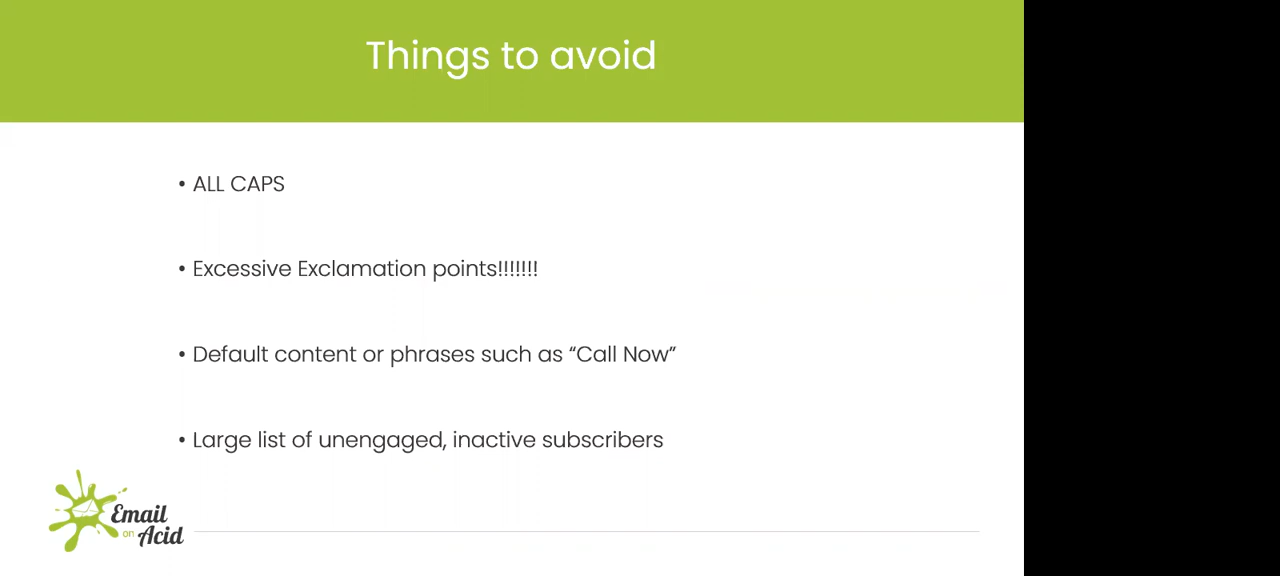 Things to avoid
• ALL CAPS
• Excessive Exclamation points!!!!!!!
• Default content or phrases such as “Call Now”
• Large list of unengaged, inactive subscribers
Email
on Acid